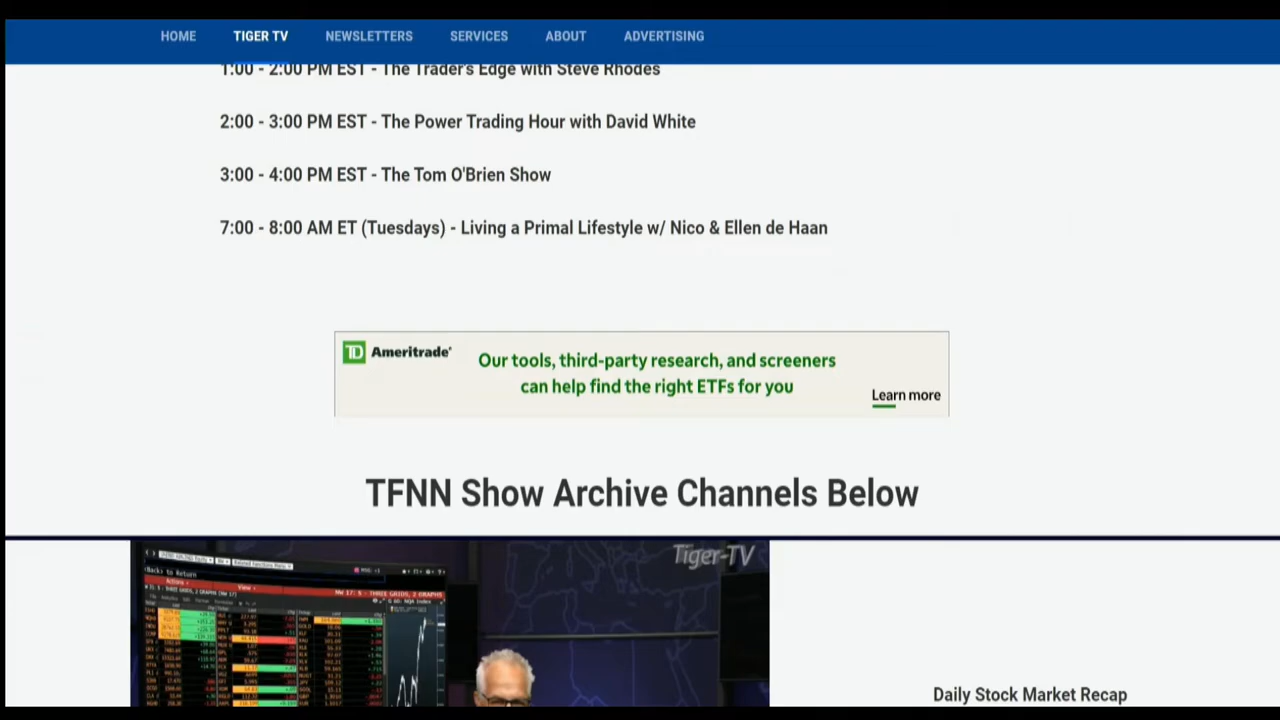 HOME TIGER TV NEWSLETTERS SERVICES ABOUT ADVERTISING
1:00 - 2:00 PM EST - The Trader's Edge with Steve Rhodes
2:00 - 3:00 PM EST - The Power Trading Hour with David White
3:00 - 4:00 PM EST - The Tom O'Brien Show
7:00 - 8:00 AM ET (Tuesdays) - Living a Primal Lifestyle w/ Nico & Ellen de Haan
TD Ameritrade
Our tools, third-party research, and screeners
can help find the right ETFs for you
Learn more
TFNN Show Archive Channels Below
Tiger-TV
<Back> to Return
Daily Stock Market Recap